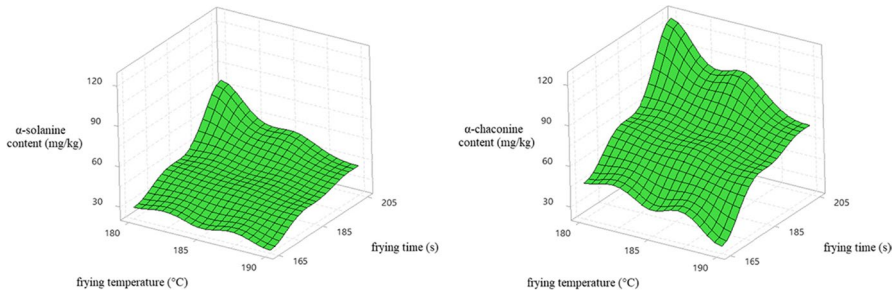 120
90
60
30
α-solanine
content (mg/kg)
180
185
190
165
185
205
frying temperature (°C)
frying time (s)
120
90
60
30
α-chaconine
content (mg/kg)
180
185
190
165
185
205
frying temperature (°C)
frying time (s)